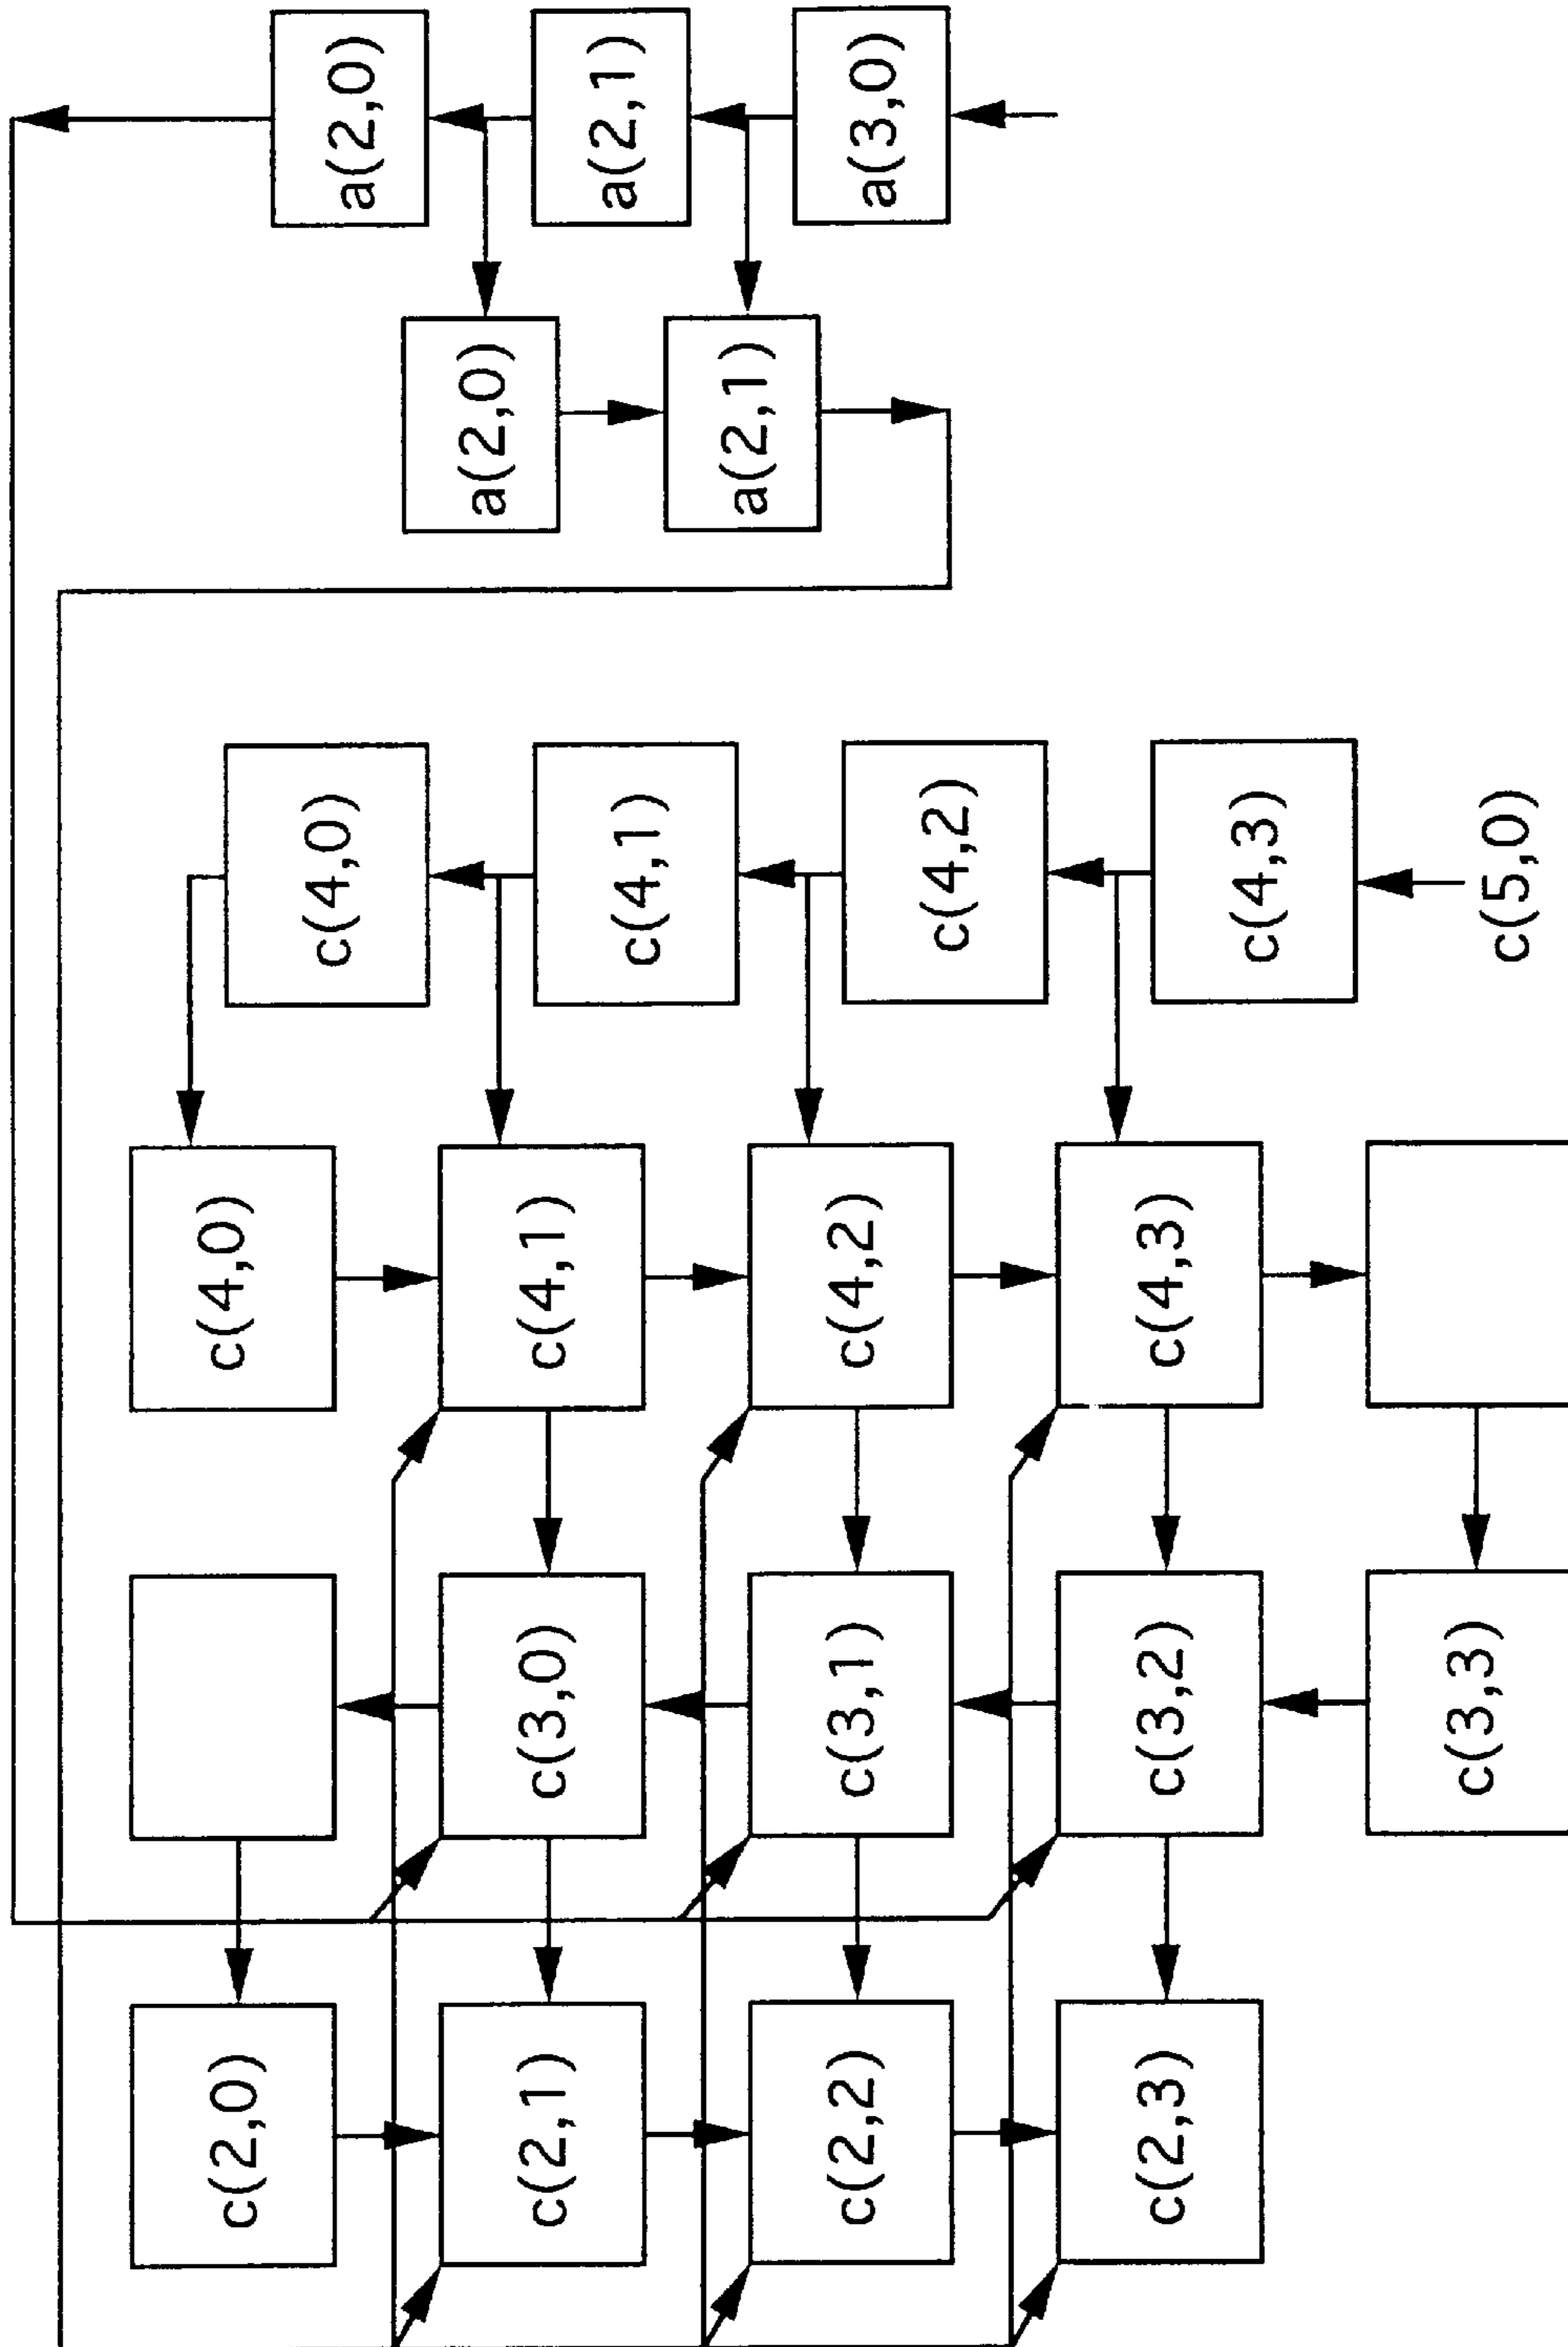 c(2,0)
c(4,0)
c(4,0)
a(2,0)
a(2,0)
c(2,1)
c(3,0)
c(4,1)
c(4,1)
a(2,1)
a(2,1)
c(2,2)
c(3,1)
c(4,2)
c(4,2)
a(3,0)
c(2,3)
c(3,2)
c(4,3)
c(4,3)
c(3,3)
c(5,0)